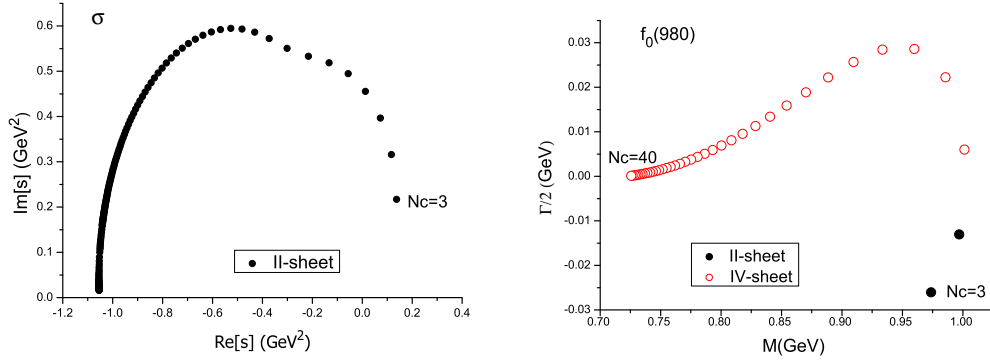 σ
0.6
0.5
0.4
0.3
0.2
0.1
0.0
Im[s] (GeV²)
Nc=3
II-sheet
-1.2 -1.0 -0.8 -0.6 -0.4 -0.2 0.0 0.2 0.4
Re[s] (GeV²)
f₀(980)
0.03
0.02
0.01
0.00
-0.01
-0.02
-0.03
Γ/2 (GeV)
Nc=40
II-sheet
IV-sheet
Nc=3
0.70 0.75 0.80 0.85 0.90 0.95 1.00
M(GeV)